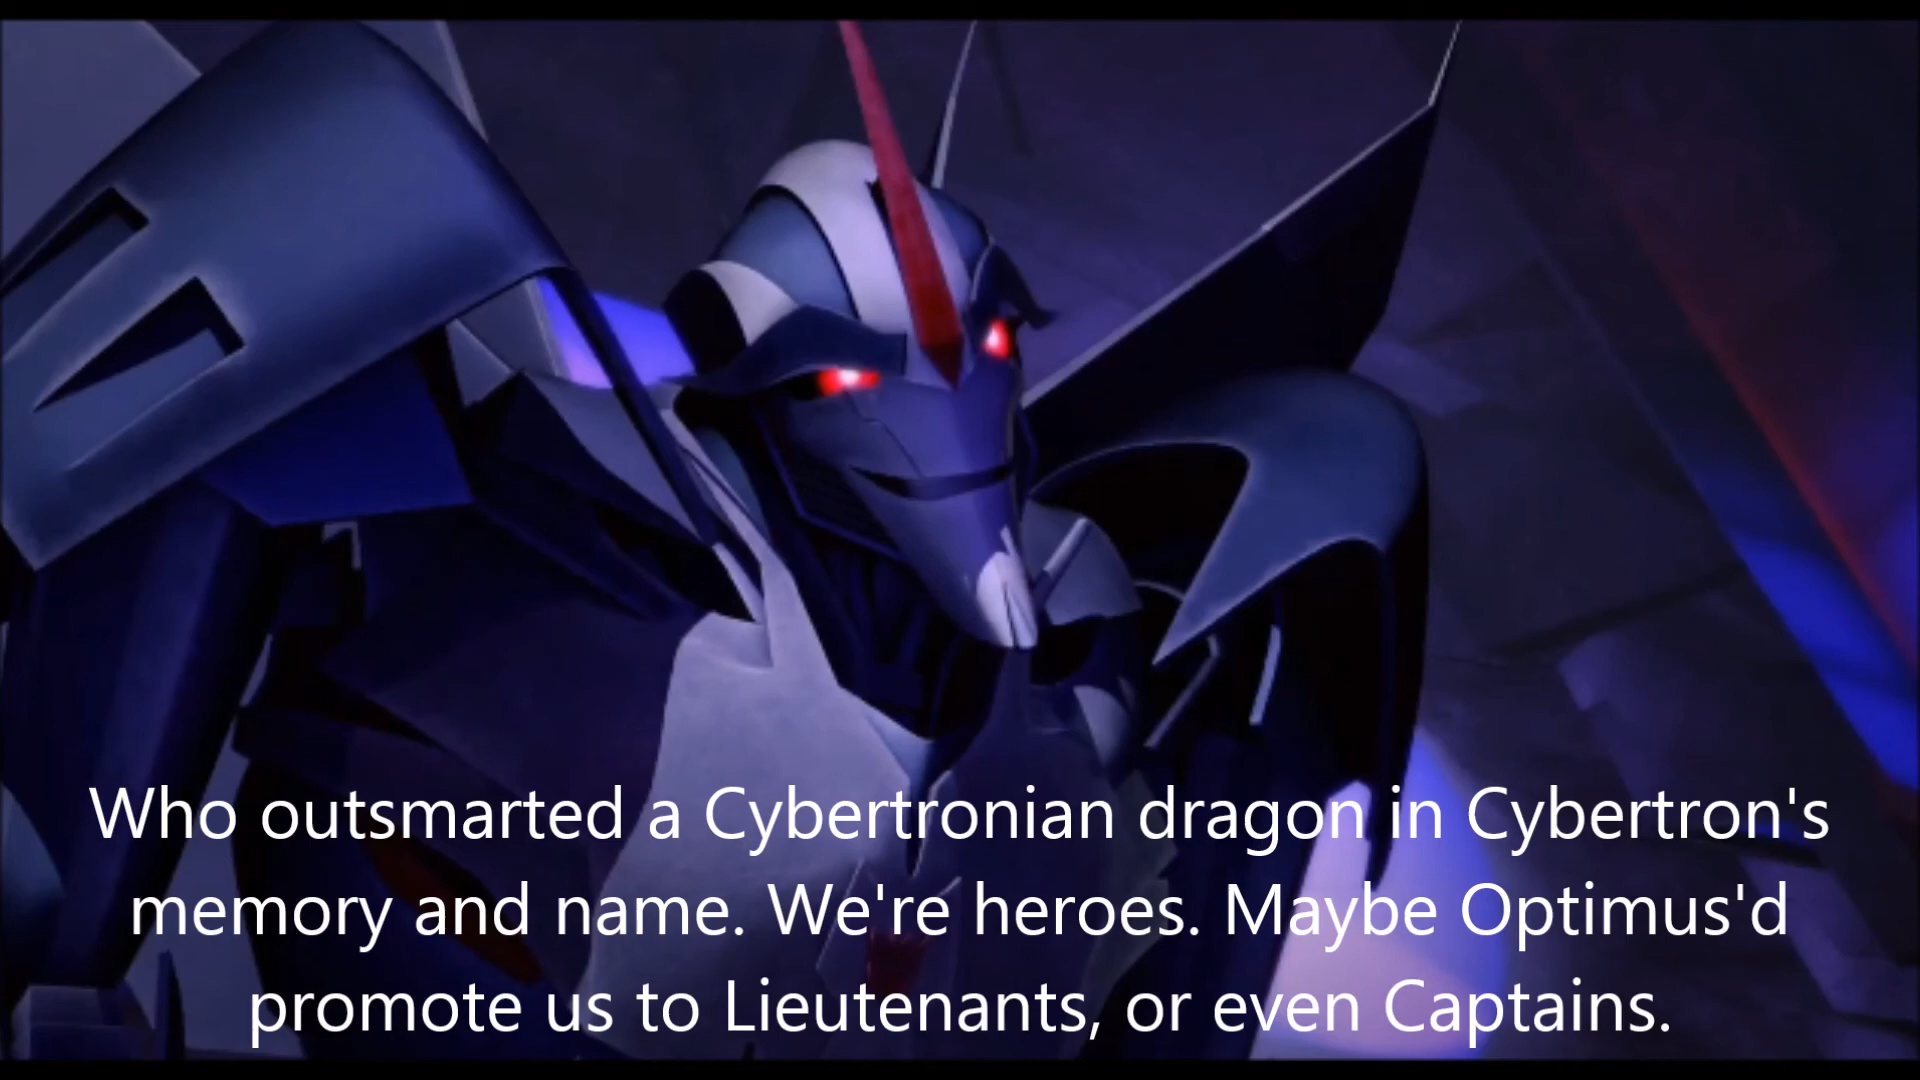 Who outsmarted a Cybertronian dragon in Cybertron's
memory and name. We're heroes. Maybe Optimus'd
promote us to Lieutenants, or even Captains.